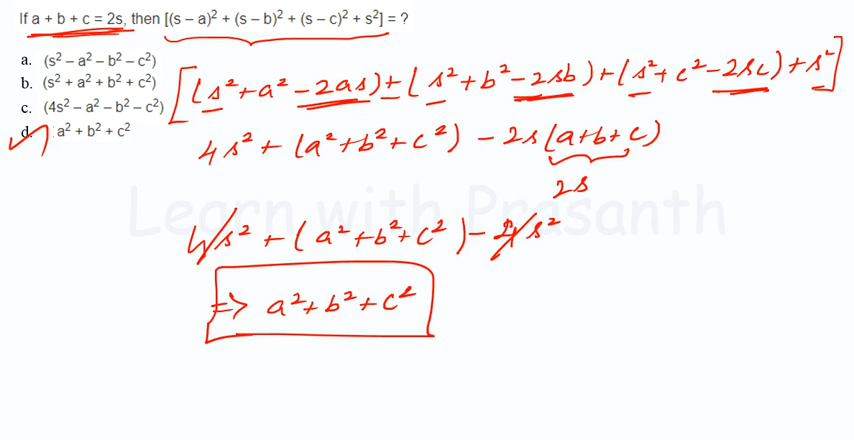 If a + b + c = 2s, then [(s – a)² + (s – b)² + (s – c)² + s²] = ?
a. (s² – a² – b² – c²)
b. (s² + a² + b² + c²)
c. (4s² – a² – b² – c²)
d. a² + b² + c²
[(s²+a²-2as)+(s²+b²-2sb)+(s²+c²-2sc)+s²]
4s²+(a²+b²+c²)-2s(a+b+c)
2s
Learn with Prasanth
4s²+(a²+b²+c²)-4s²
=> a²+b²+c²